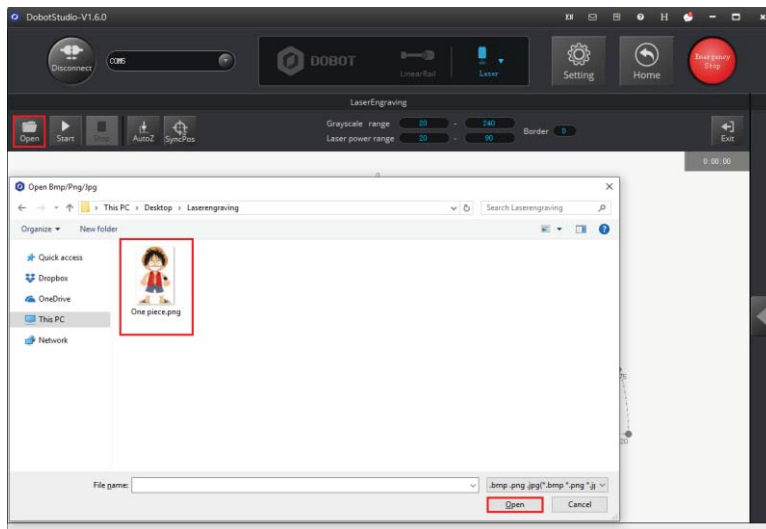 DobotStudio-V1.6.0
Disconnect
COM5
DOBOT
LinearRail
Laser
Setting
Home
Emergency
Stop
LaserEngraving
Open
Start
Stop
AutoZ
SyncPos
Grayscale range 20 - 240
Laser power range 20 - 90
Border 0
Exit
0:00:00
Open Bmp/Png/Jpg
This PC > Desktop > Laserengraving
Search Laserengraving
Organize
New folder
Quick access
Dropbox
OneDrive
This PC
Network
One piece.png
75
20
File name:
.bmp .png .jpg(*.bmp *.png *.j
Open
Cancel